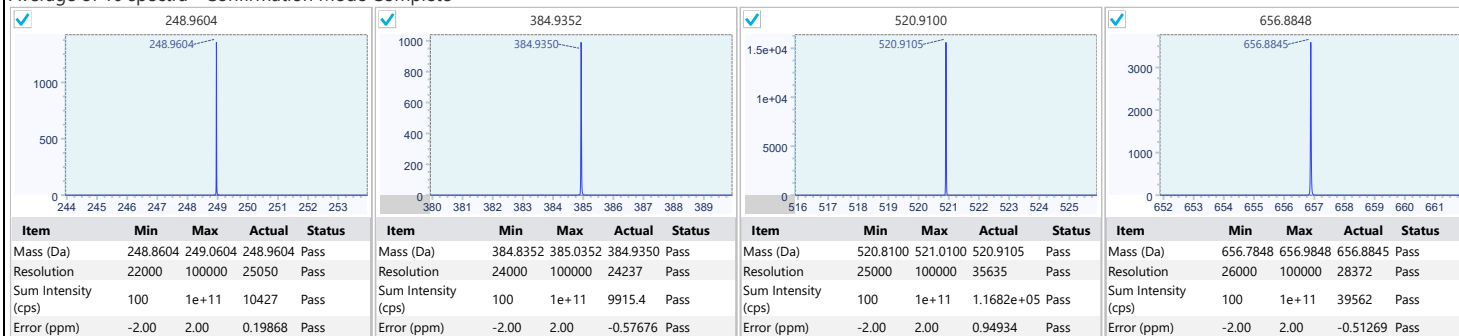 248.9604
248.9604
1000
500
0
244 245 246 247 248 249 250 251 252 253
Item Min Max Actual Status
Mass (Da) 248.8604 249.0604 248.9604 Pass
Resolution 22000 100000 25050 Pass
Sum Intensity (cps) 100 1e+11 10427 Pass
Error (ppm) -2.00 2.00 0.19868 Pass
384.9352
384.9350
1000
800
600
400
200
0
380 381 382 383 384 385 386 387 388 389
Item Min Max Actual Status
Mass (Da) 384.8352 385.0352 384.9350 Pass
Resolution 24000 100000 24237 Pass
Sum Intensity (cps) 100 1e+11 9915.4 Pass
Error (ppm) -2.00 2.00 -0.57676 Pass
520.9100
520.9105
1.5e+04
1e+04
5000
0
516 517 518 519 520 521 522 523 524 525
Item Min Max Actual Status
Mass (Da) 520.8100 521.0100 520.9105 Pass
Resolution 25000 100000 35635 Pass
Sum Intensity (cps) 100 1e+11 1.1682e+05 Pass
Error (ppm) -2.00 2.00 0.94934 Pass
656.8848
656.8845
3000
2000
1000
0
652 653 654 655 656 657 658 659 660 661
Item Min Max Actual Status
Mass (Da) 656.7848 656.9848 656.8845 Pass
Resolution 26000 100000 28372 Pass
Sum Intensity (cps) 100 1e+11 39562 Pass
Error (ppm) -2.00 2.00 -0.51269 Pass